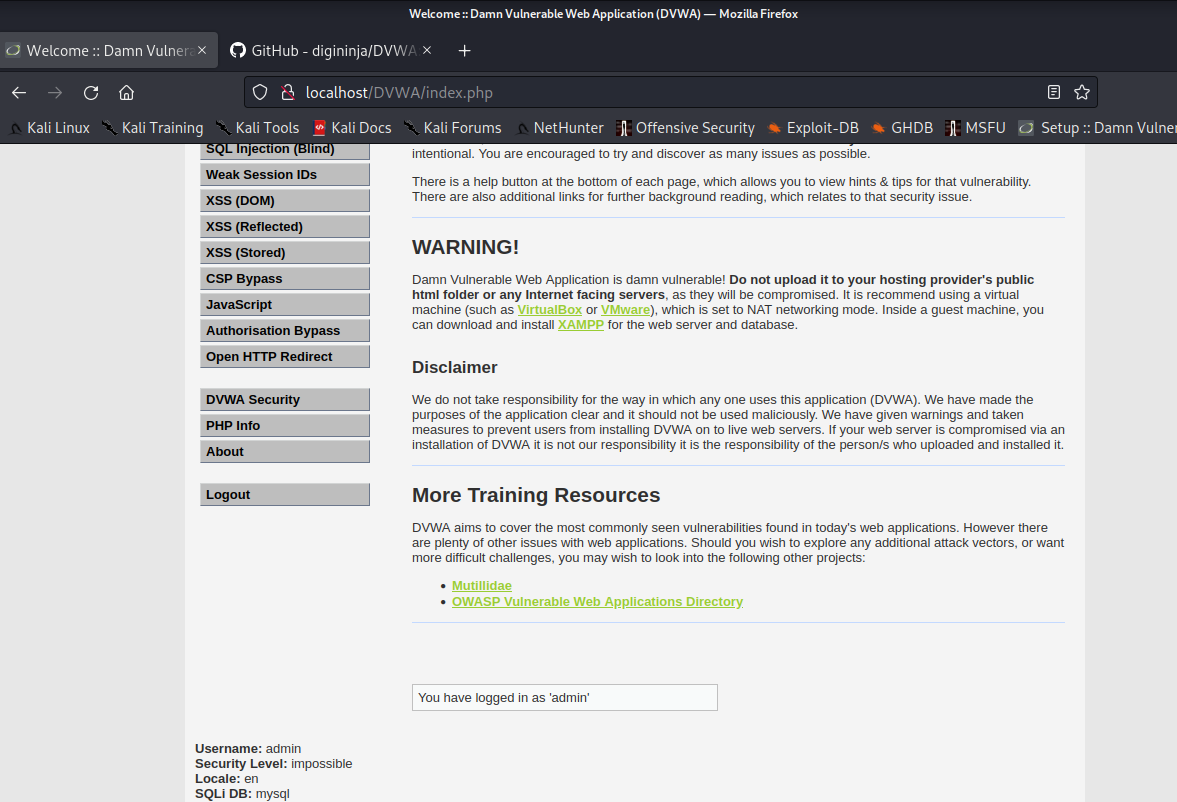 Welcome :: Damn Vulnerable Web Application (DVWA) — Mozilla Firefox
Welcome :: Damn Vulnera
GitHub - digininja/DVWA
localhost/DVWA/index.php
Kali Linux
Kali Training
Kali Tools
Kali Docs
Kali Forums
NetHunter
Offensive Security
Exploit-DB
GHDB
MSFU
Setup :: Damn Vulner
SQL Injection (Blind)
Weak Session IDs
XSS (DOM)
XSS (Reflected)
XSS (Stored)
CSP Bypass
JavaScript
Authorisation Bypass
Open HTTP Redirect
DVWA Security
PHP Info
About
Logout
intentional. You are encouraged to try and discover as many issues as possible.
There is a help button at the bottom of each page, which allows you to view hints & tips for that vulnerability.
There are also additional links for further background reading, which relates to that security issue.
WARNING!
Damn Vulnerable Web Application is damn vulnerable! Do not upload it to your hosting provider's public
html folder or any Internet facing servers, as they will be compromised. It is recommend using a virtual
machine (such as VirtualBox or VMware), which is set to NAT networking mode. Inside a guest machine, you
can download and install XAMPP for the web server and database.
Disclaimer
We do not take responsibility for the way in which any one uses this application (DVWA). We have made the
purposes of the application clear and it should not be used maliciously. We have given warnings and taken
measures to prevent users from installing DVWA on to live web servers. If your web server is compromised via an
installation of DVWA it is not our responsibility it is the responsibility of the person/s who uploaded and installed it.
More Training Resources
DVWA aims to cover the most commonly seen vulnerabilities found in today's web applications. However there
are plenty of other issues with web applications. Should you wish to explore any additional attack vectors, or want
more difficult challenges, you may wish to look into the following other projects:
• Mutillidae
• OWASP Vulnerable Web Applications Directory
You have logged in as 'admin'
Username: admin
Security Level: impossible
Locale: en
SQLi DB: mysql